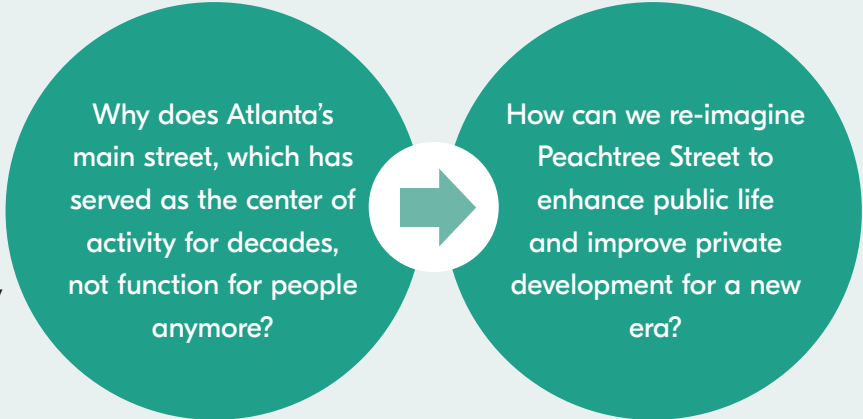 Why does Atlanta's
main street, which has
served as the center of
activity for decades,
not function for people
anymore?
How can we re-imagine
Peachtree Street to
enhance public life
and improve private
development for a new
era?